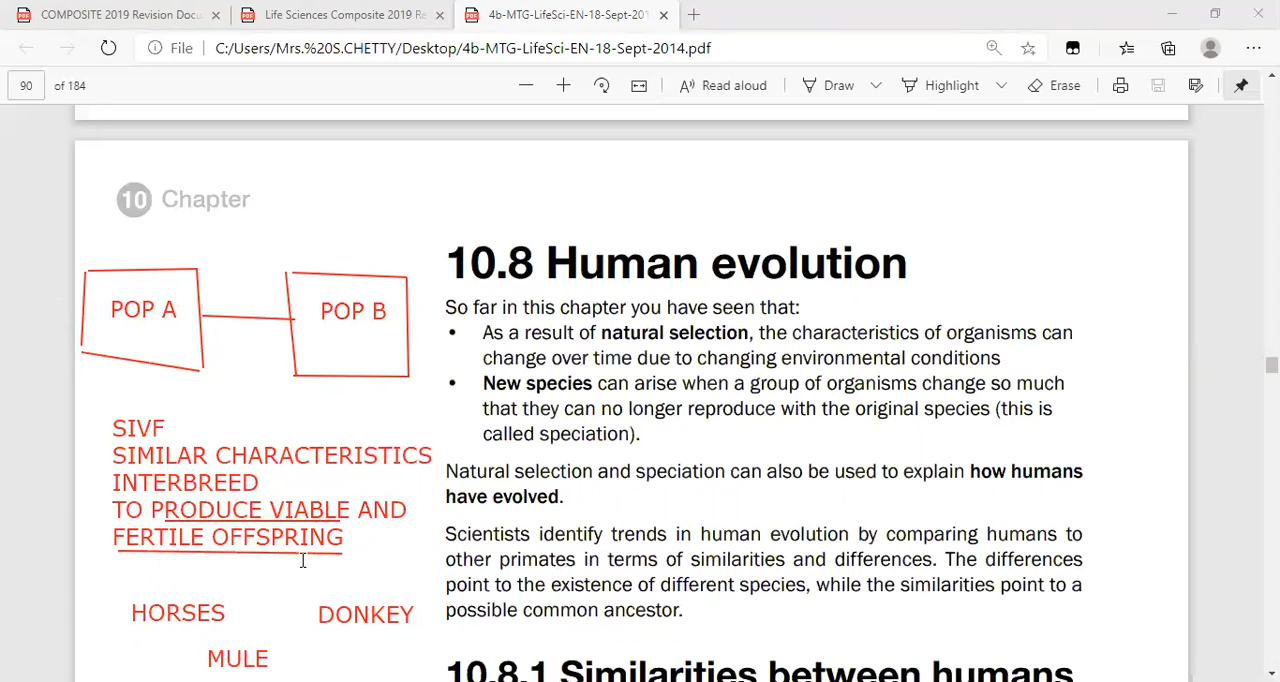 COMPOSITE 2019 Revision Docu
Life Sciences Composite 2019 Re
4b-MTG-LifeSci-EN-18-Sept-201
File
C:/Users/Mrs.%20S.CHETTY/Desktop/4b-MTG-LifeSci-EN-18-Sept-2014.pdf
90 of 184
Read aloud
Draw
Highlight
Erase
10 Chapter
POP A
POP B
SIVF
SIMILAR CHARACTERISTICS
INTERBREED
TO PRODUCE VIABLE AND
FERTILE OFFSPRING
HORSES
DONKEY
MULE
10.8 Human evolution
So far in this chapter you have seen that:
• As a result of natural selection, the characteristics of organisms can
change over time due to changing environmental conditions
• New species can arise when a group of organisms change so much
that they can no longer reproduce with the original species (this is
called speciation).
Natural selection and speciation can also be used to explain how humans
have evolved.
Scientists identify trends in human evolution by comparing humans to
other primates in terms of similarities and differences. The differences
point to the existence of different species, while the similarities point to a
possible common ancestor.
10.8.1 Similarities between humans